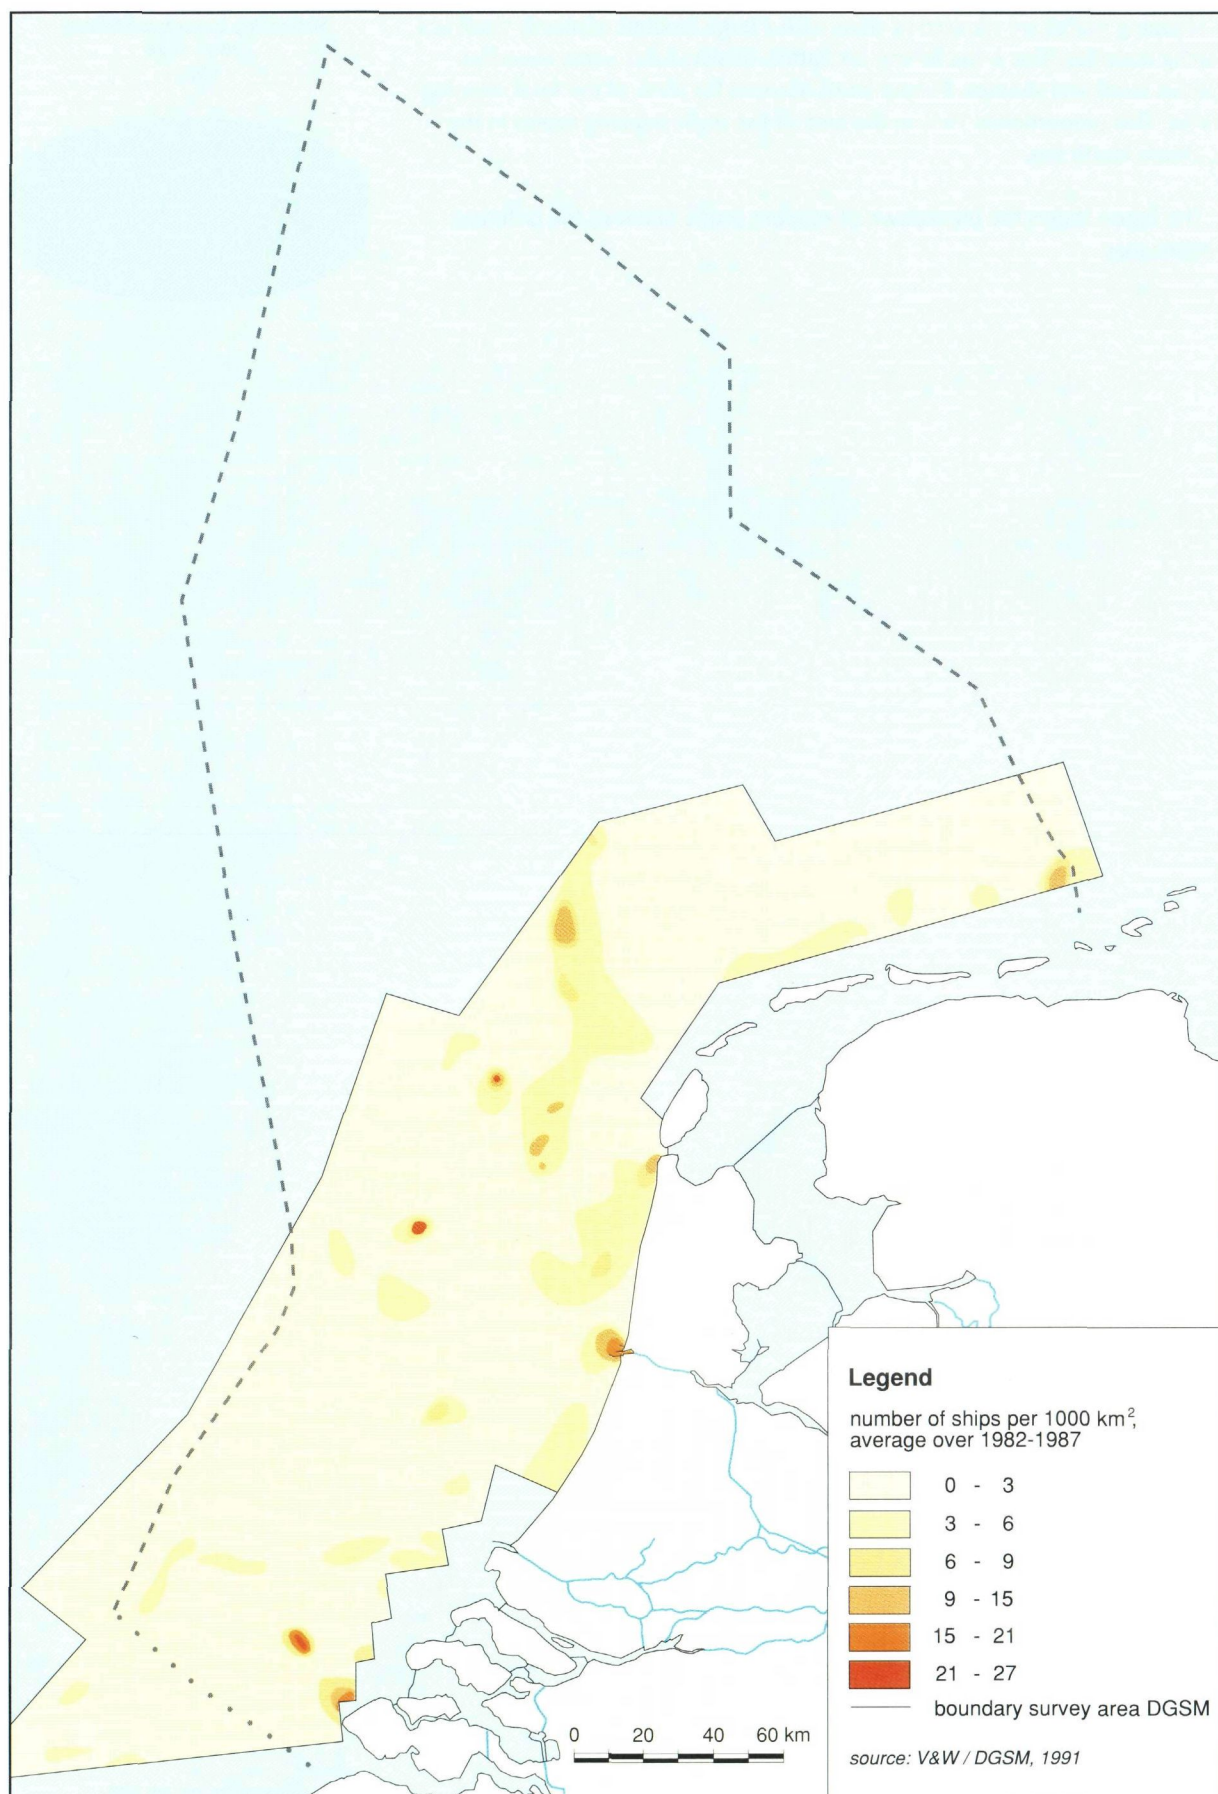 Legend
number of ships per 1000 km²,
average over 1982-1987
0 - 3
3 - 6
6 - 9
9 - 15
15 - 21
21 - 27
boundary survey area DGSM
0 20 40 60 km
source: V&W / DGSM, 1991